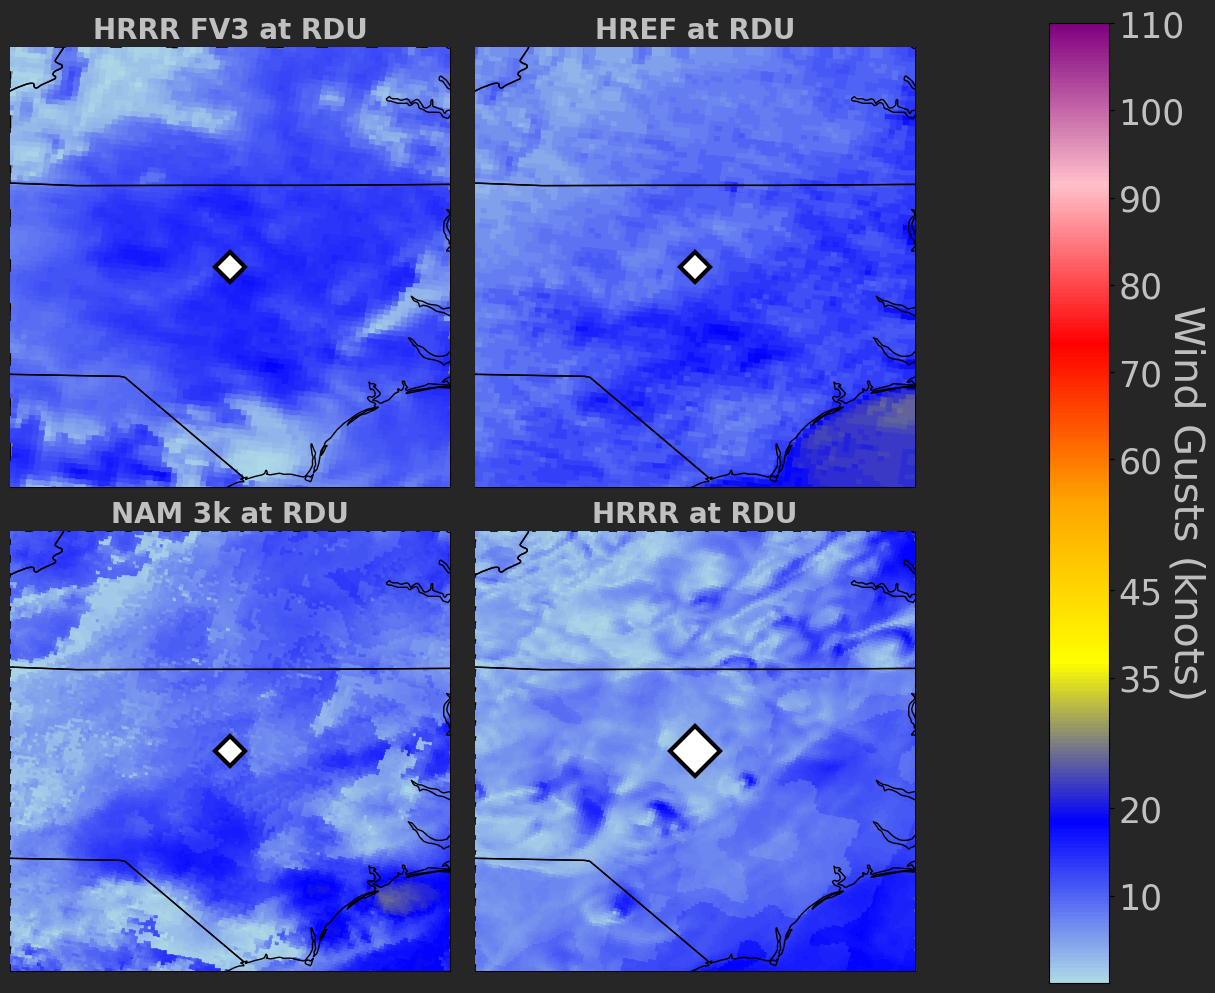 HRRR FV3 at RDU
HREF at RDU
NAM 3k at RDU
HRRR at RDU
110
100
90
80
70
60
45
35
20
10
Wind Gusts (knots)